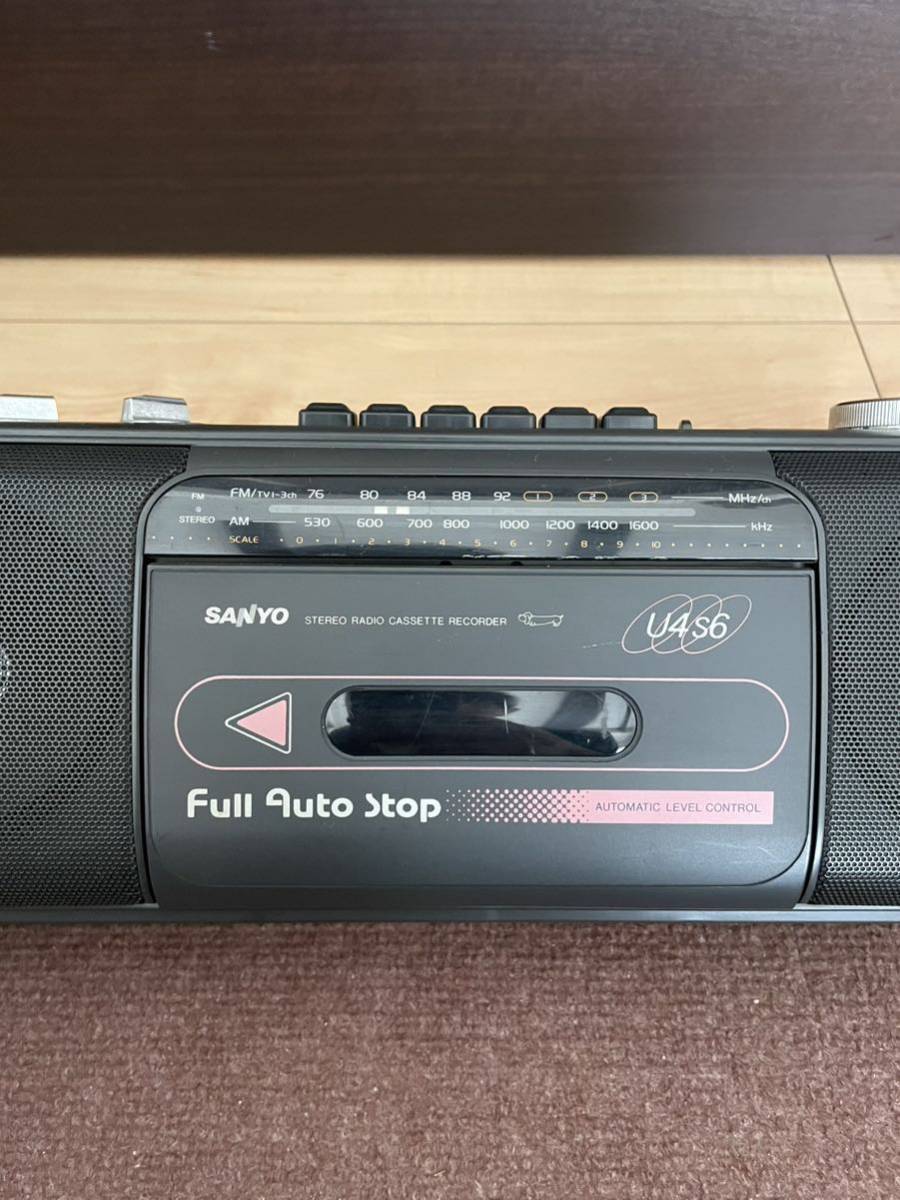 FM FM/TV1-3ch 76 80 84 88 92 1 2 3 MHz/ch
STEREO AM 530 600 700 800 1000 1200 1400 1600 kHz
SCALE 0 1 2 3 4 5 6 7 8 9 10
SANYO STEREO RADIO CASSETTE RECORDER U4S6
Full Auto Stop AUTOMATIC LEVEL CONTROL